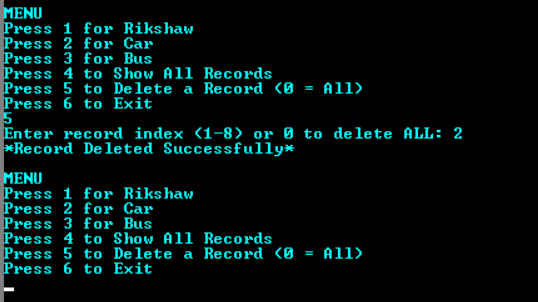 MENU
Press 1 for Rikshaw
Press 2 for Car
Press 3 for Bus
Press 4 to Show All Records
Press 5 to Delete a Record (0 = All)
Press 6 to Exit
5
Enter record index (1-8) or 0 to delete ALL: 2
*Record Deleted Successfully*
MENU
Press 1 for Rikshaw
Press 2 for Car
Press 3 for Bus
Press 4 to Show All Records
Press 5 to Delete a Record (0 = All)
Press 6 to Exit